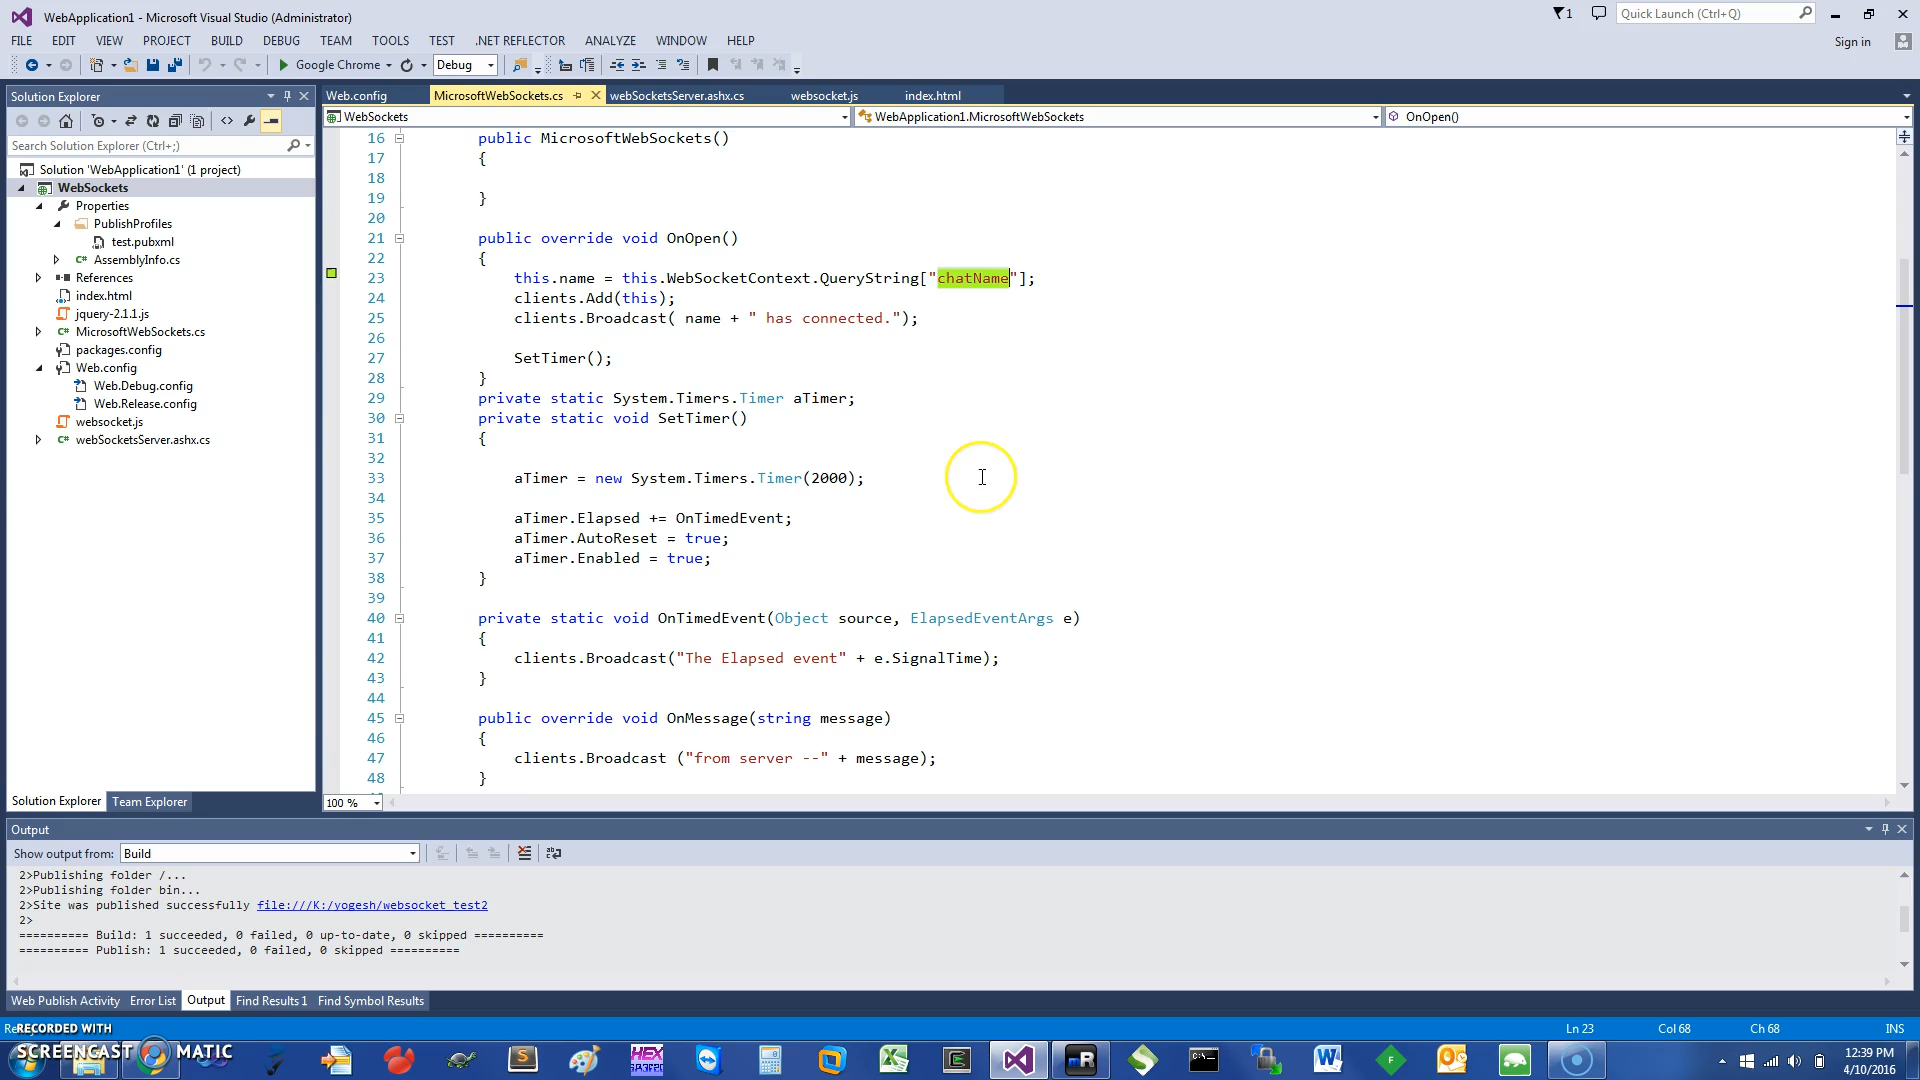 WebApplication1 - Microsoft Visual Studio (Administrator)
1
Quick Launch (Ctrl+Q)
FILE EDIT VIEW PROJECT BUILD DEBUG TEAM TOOLS TEST .NET REFLECTOR ANALYZE WINDOW HELP
Sign in
Google Chrome Debug
Solution Explorer
Web.config MicrosoftWebSockets.cs webSocketsServer.ashx.cs websocket.js index.html
WebSockets WebApplication1.MicrosoftWebSockets OnOpen()
Search Solution Explorer (Ctrl+;)
Solution 'WebApplication1' (1 project)
WebSockets
Properties
PublishProfiles
test.pubxml
AssemblyInfo.cs
References
index.html
jquery-2.1.1.js
MicrosoftWebSockets.cs
packages.config
Web.config
Web.Debug.config
Web.Release.config
websocket.js
webSocketsServer.ashx.cs
Solution Explorer Team Explorer
16 public MicrosoftWebSockets()
17 {
18
19 }
20
21 public override void OnOpen()
22 {
23 this.name = this.WebSocketContext.QueryString["chatName"];
24 clients.Add(this);
25 clients.Broadcast( name + " has connected.");
26
27 SetTimer();
28 }
29 private static System.Timers.Timer aTimer;
30 private static void SetTimer()
31 {
32
33 aTimer = new System.Timers.Timer(2000);
34
35 aTimer.Elapsed += OnTimedEvent;
36 aTimer.AutoReset = true;
37 aTimer.Enabled = true;
38 }
39
40 private static void OnTimedEvent(Object source, ElapsedEventArgs e)
41 {
42 clients.Broadcast("The Elapsed event" + e.SignalTime);
43 }
44
45 public override void OnMessage(string message)
46 {
47 clients.Broadcast ("from server --" + message);
48 }
100 %
Output
Show output from: Build
2>Publishing folder /...
2>Publishing folder bin...
2>Site was published successfully file:///K:/yogesh/websocket_test2
2>
========== Build: 1 succeeded, 0 failed, 0 up-to-date, 0 skipped ==========
========== Publish: 1 succeeded, 0 failed, 0 skipped ==========
Web Publish Activity Error List Output Find Results 1 Find Symbol Results
Ln 23 Col 68 Ch 68 INS
RECORDED WITH
SCREENCAST MATIC
HEX
12:39 PM
4/10/2016